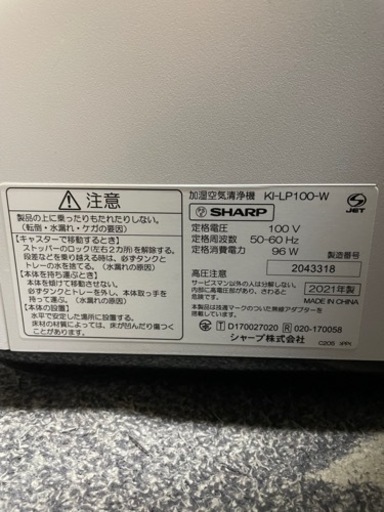 注意
製品の上に乗ったりもたれたりしない。
(転倒・水漏れ・ケガの要因)
【キャスターで移動するとき】
ストッパーのロック(左右2カ所)を解除する。
段差などを乗り越える時は、必ずタンクと
トレーの水を捨てる。(水漏れの原因)
【本体を持ち運ぶとき】
本体を傾けて移動させない。
必ずタンクとトレーを外し、本体取っ手を
持って運ぶ。(水漏れの原因)
【本体の設置】
水平で安定した場所に設置する。
床材の材質によっては、床が凹んだり傷つく
ことがあります。
加湿空気清浄機 KI-LP100-W
SHARP
JET
定格電圧 100 V
定格周波数 50-60 Hz
定格消費電力 96 W
製造番号
2043318
高圧注意
サービスマン以外の人は分解しない。
内部に高電圧部があり、さわると
危険です。
2021年製
MADE IN CHINA
本製品は技適マークのついた無線アダプターを
搭載しています。
T D170027020 R 020-170058
シャープ株式会社